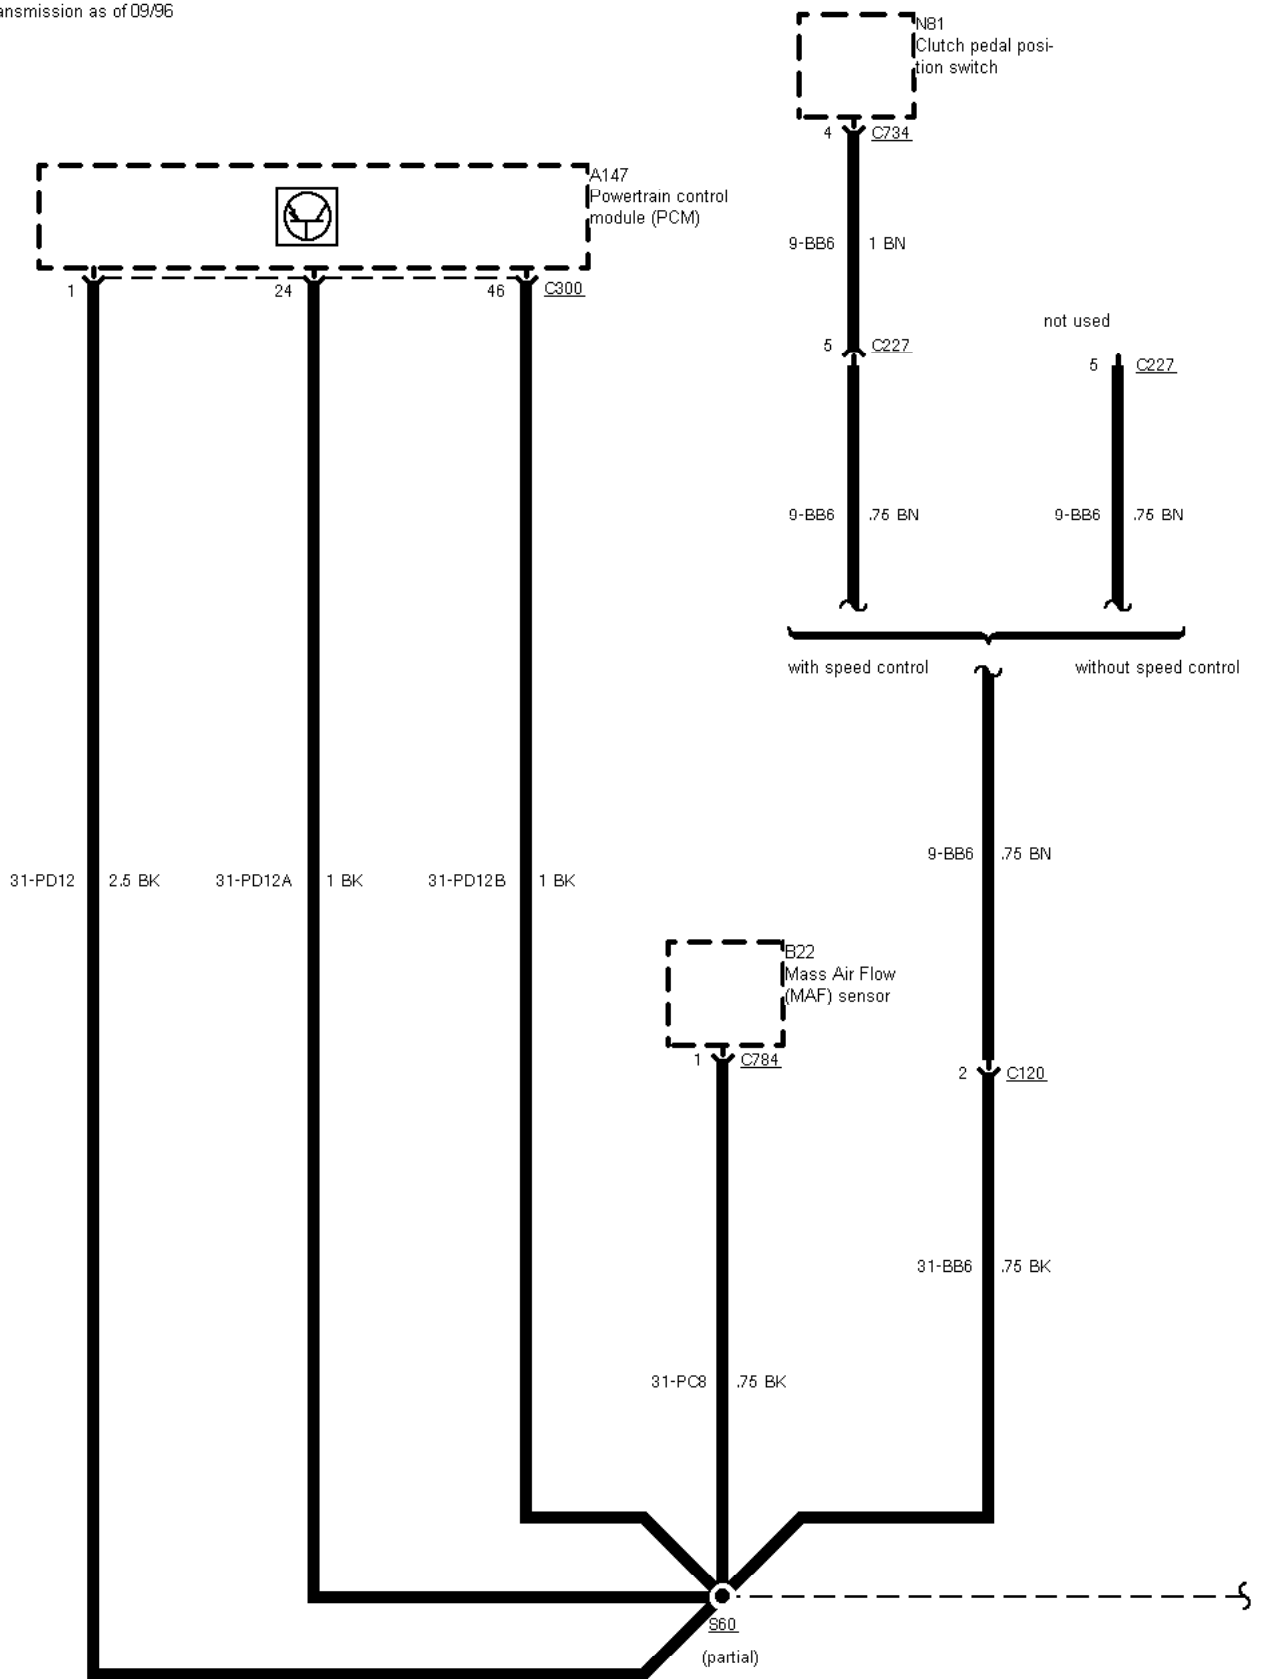 ansmission as of 09/96
N81
Clutch pedal posi-
tion switch
4 C734
A147
Powertrain control
module (PCM)
9-BB6 1 BN
1 24 46 C300
not used
5 C227
5 C227
9-BB6 .75 BN
9-BB6 .75 BN
with speed control
without speed control
9-BB6 .75 BN
31-PD12 2.5 BK
31-PD12A 1 BK
31-PD12B 1 BK
B22
Mass Air Flow
(MAF) sensor
1 C784
2 C120
31-BB6 .75 BK
31-PC8 .75 BK
S60
(partial)